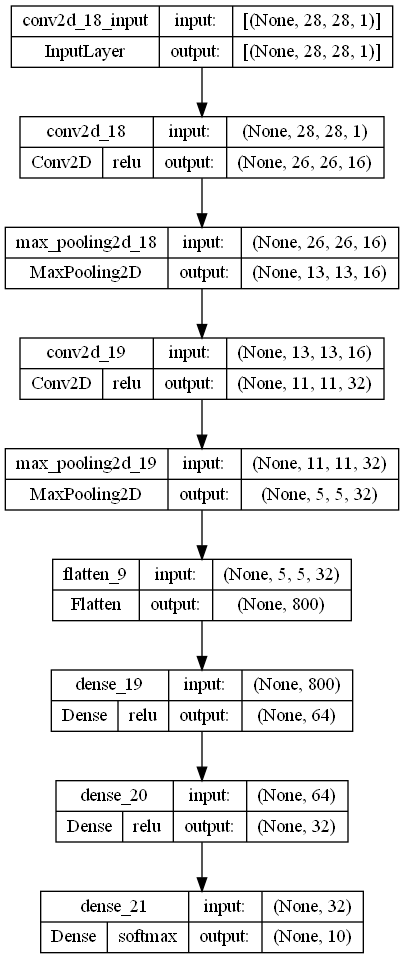 conv2d_18_input input: [(None, 28, 28, 1)]
InputLayer output: [(None, 28, 28, 1)]
conv2d_18 input: (None, 28, 28, 1)
Conv2D relu output: (None, 26, 26, 16)
max_pooling2d_18 input: (None, 26, 26, 16)
MaxPooling2D output: (None, 13, 13, 16)
conv2d_19 input: (None, 13, 13, 16)
Conv2D relu output: (None, 11, 11, 32)
max_pooling2d_19 input: (None, 11, 11, 32)
MaxPooling2D output: (None, 5, 5, 32)
flatten_9 input: (None, 5, 5, 32)
Flatten output: (None, 800)
dense_19 input: (None, 800)
Dense relu output: (None, 64)
dense_20 input: (None, 64)
Dense relu output: (None, 32)
dense_21 input: (None, 32)
Dense softmax output: (None, 10)